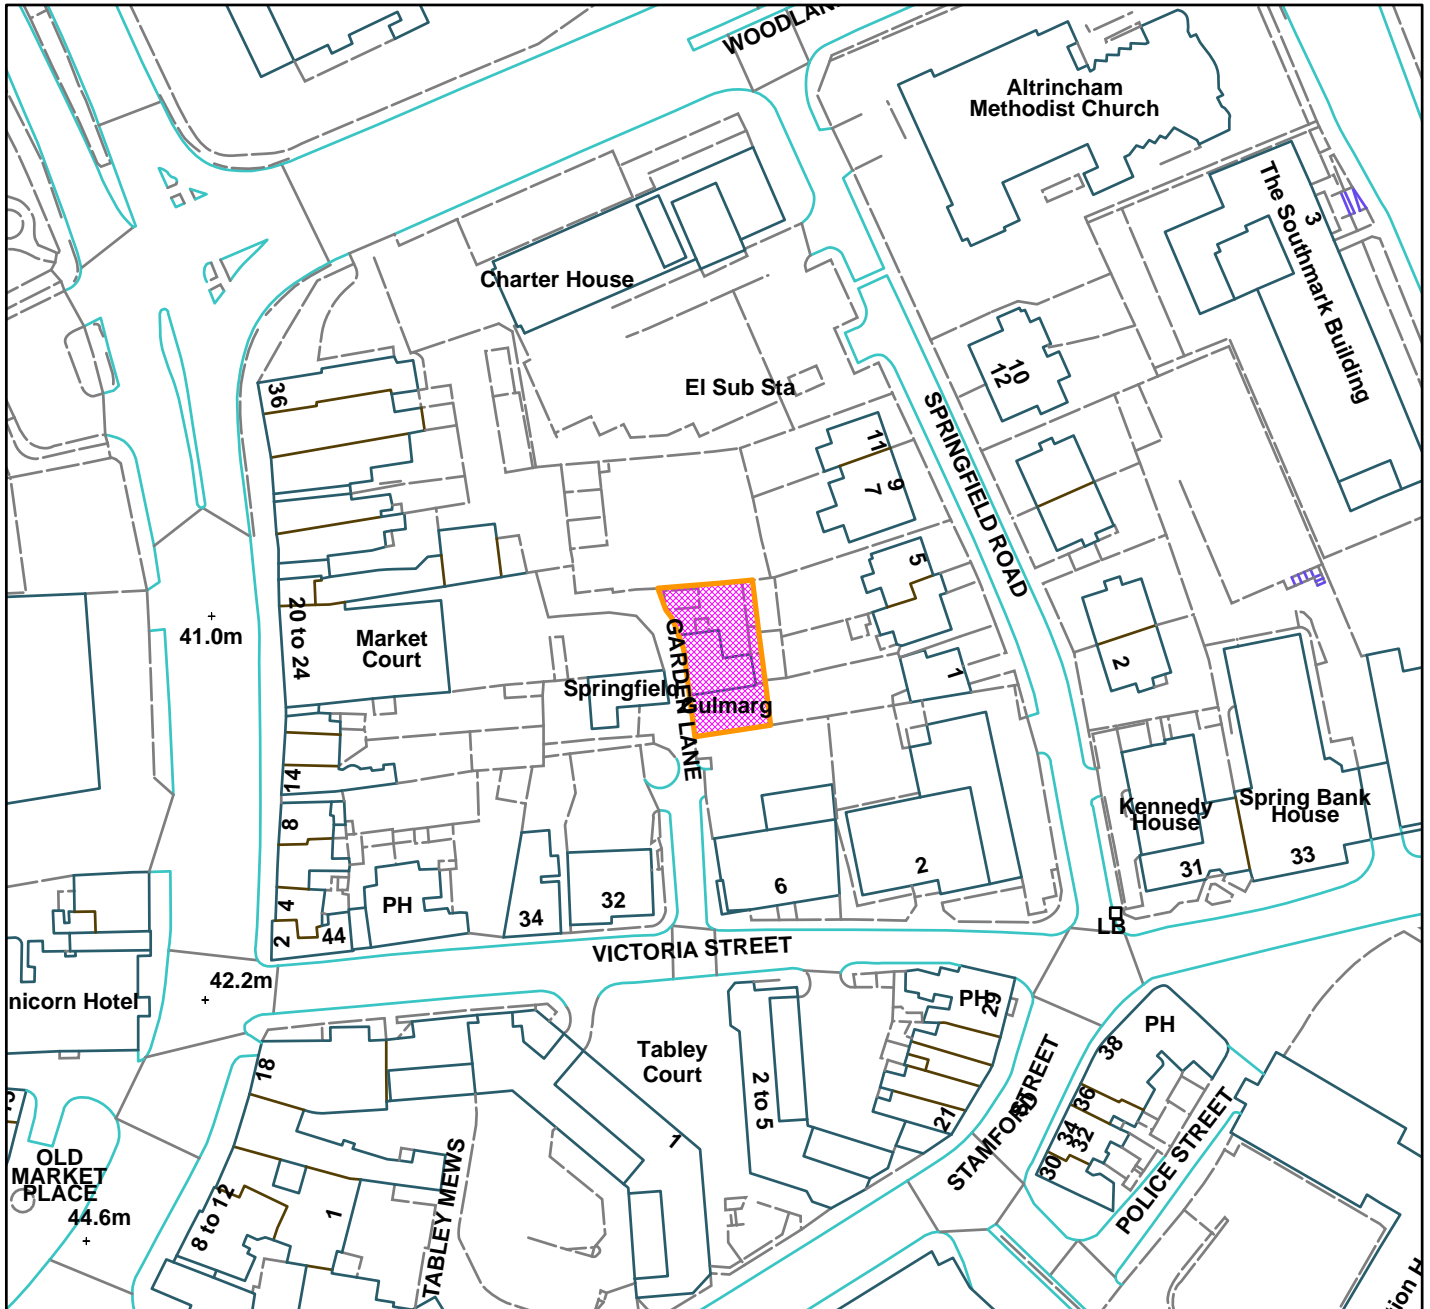 WOODLAN
Altrincham
Methodist Church
The Southmark Building
3
Charter House
El Sub Sta
36
10
12
SPRINGFIELD ROAD
11
9
7
5
41.0m
20 to 24
Market
Court
GARDEN LANE
Springfield
Gulmarg
1
2
14
8
4
2
44
PH
34
32
6
2
Kennedy
House
31
Spring Bank
House
33
LB
VICTORIA STREET
42.2m
nicorn Hotel
18
Tabley
Court
2 to 5
1
PH
29
21
STAMFORD
STREET
PH
38
36
34
32
30
POLICE STREET
OLD
MARKET
PLACE
44.6m
8 to 12
1
TABLEY MEWS
ion H